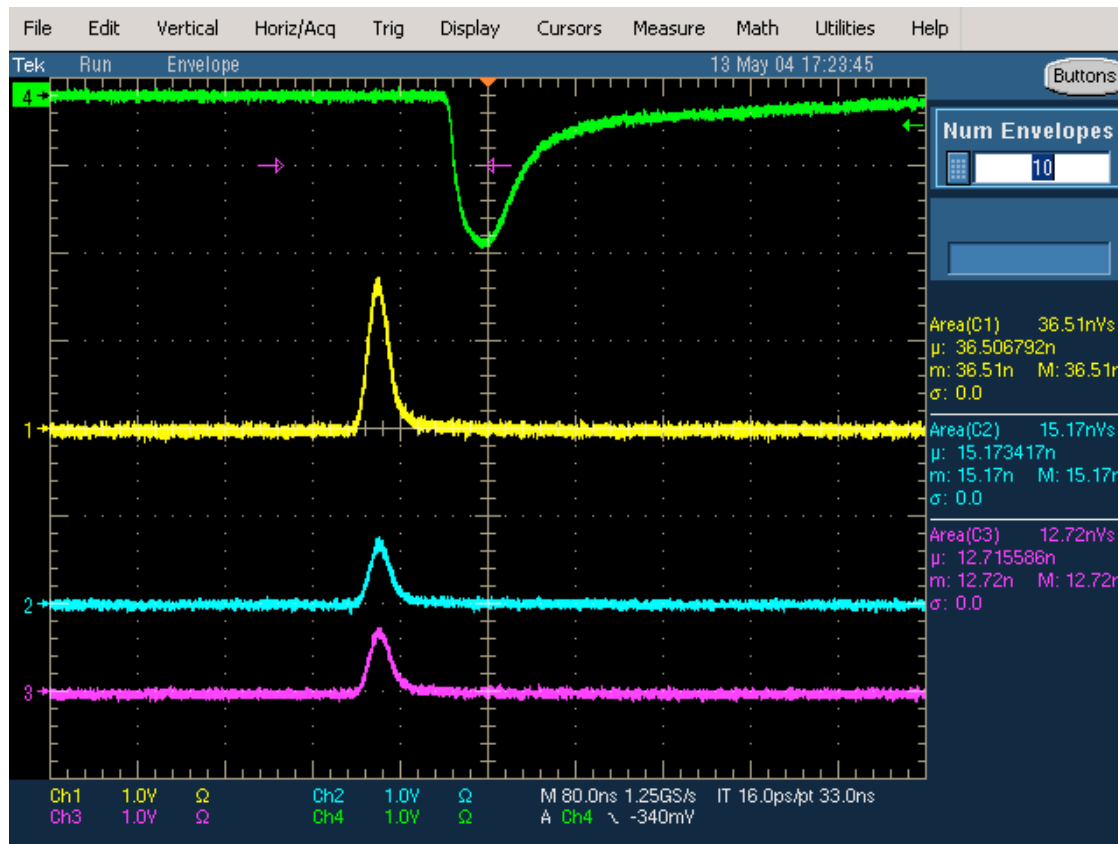 File Edit Vertical Horiz/Acq Trig Display Cursors Measure Math Utilities Help
Tek Run Envelope 13 May 04 17:23:45
Buttons
4
Num Envelopes
10
Area(C1) 36.51nVs
µ: 36.506792n
m: 36.51n M: 36.51n
σ: 0.0
1
Area(C2) 15.17nVs
µ: 15.173417n
m: 15.17n M: 15.17n
σ: 0.0
2
Area(C3) 12.72nVs
µ: 12.715586n
m: 12.72n M: 12.72n
σ: 0.0
3
Ch1 1.0V Ω Ch2 1.0V Ω M 80.0ns 1.25GS/s IT 16.0ps/pt 33.0ns
Ch3 1.0V Ω Ch4 1.0V Ω A Ch4 \ -340mV